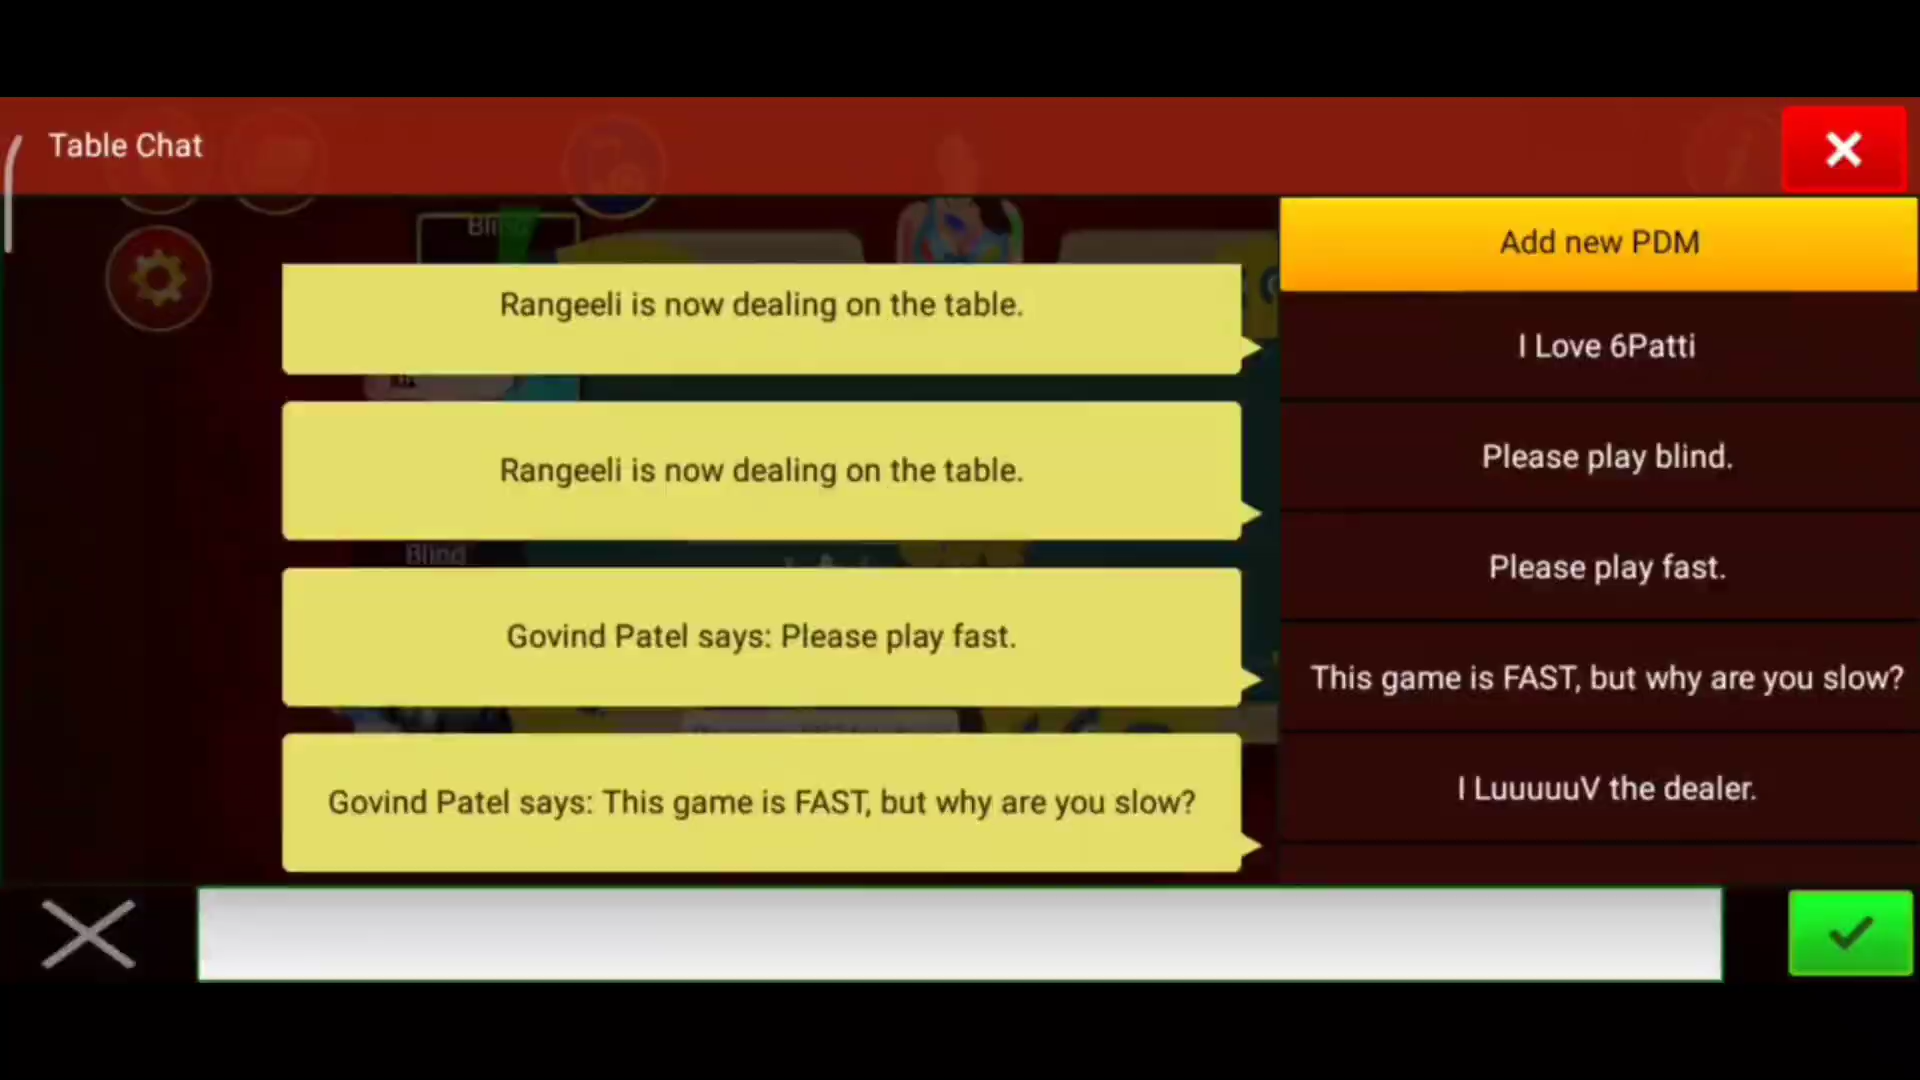 Table Chat
Blind
Rangeeli is now dealing on the table.
Rangeeli is now dealing on the table.
Blind
Govind Patel says: Please play fast.
Govind Patel says: This game is FAST, but why are you slow?
Add new PDM
I Love 6Patti
Please play blind.
Please play fast.
This game is FAST, but why are you slow?
I LuuuuuV the dealer.